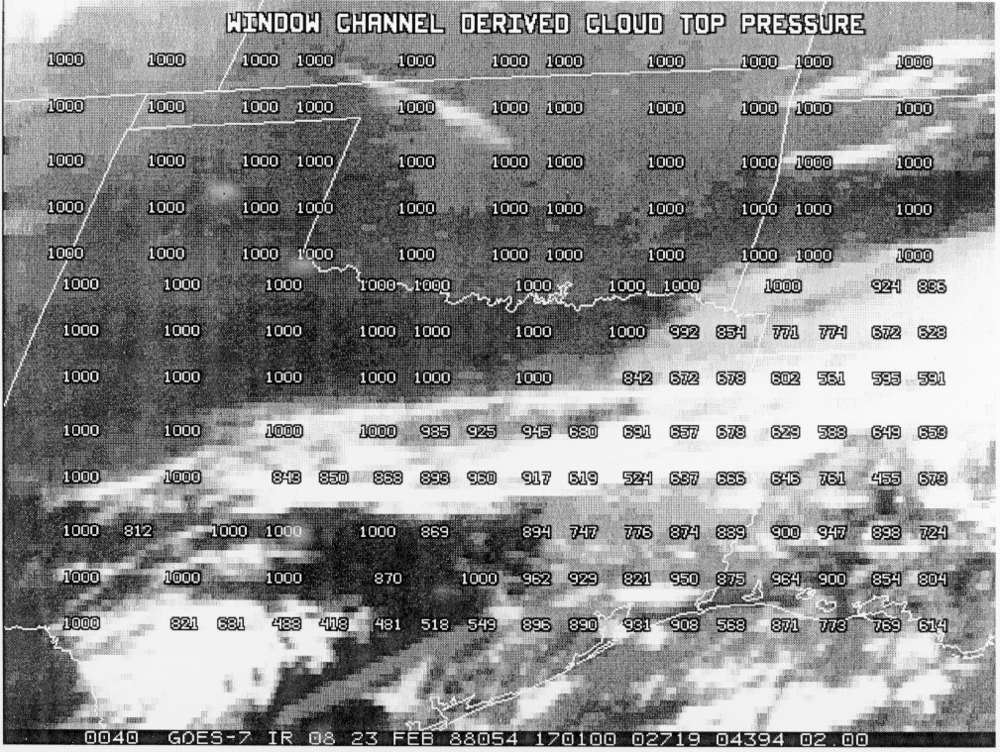 WINDOW CHANNEL DERIVED CLOUD TOP PRESSURE
1000 1000 1000 1000 1000 1000 1000 1000 1000 1000 1000
1000 1000 1000 1000 1000 1000 1000 1000 1000 1000 1000
1000 1000 1000 1000 1000 1000 1000 1000 1000 1000 1000
1000 1000 1000 1000 1000 1000 1000 1000 1000 1000 1000
1000 1000 1000 1000 1000 1000 1000 1000 1000 1000 1000
1000 1000 1000 1000 1000 1000 1000 1000 1000 924 836
1000 1000 1000 1000 1000 1000 1000 992 854 771 774 672 628
1000 1000 1000 1000 1000 1000 842 672 678 602 561 595 591
1000 1000 1000 1000 985 925 945 680 691 657 678 629 588 649 653
1000 1000 849 850 868 893 960 917 619 524 637 666 646 761 455 673
1000 812 1000 1000 1000 869 894 747 776 874 889 900 947 898 724
1000 1000 1000 870 1000 962 929 821 950 875 964 900 854 804
1000 821 681 488 418 481 518 549 896 890 931 908 568 871 773 769 614
0040 GOES-7 IR 08 23 FEB 88054 170100 02719 04394 02.00